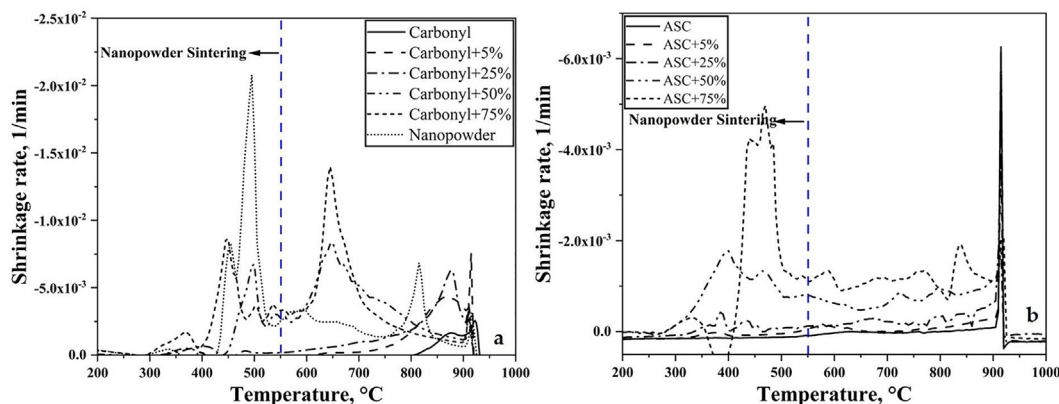 -2.5x10⁻²
-2.0x10⁻²
-1.5x10⁻²
-1.0x10⁻²
-5.0x10⁻³
0.0
Shrinkage rate, 1/min
Nanopowder Sintering
Carbonyl
Carbonyl+5%
Carbonyl+25%
Carbonyl+50%
Carbonyl+75%
Nanopowder
a
200 300 400 500 600 700 800 900 1000
Temperature, °C
-6.0x10⁻³
-4.0x10⁻³
-2.0x10⁻³
0.0
Shrinkage rate, 1/min
ASC
ASC+5%
ASC+25%
ASC+50%
ASC+75%
Nanopowder Sintering
b
200 300 400 500 600 700 800 900 1000
Temperature, °C